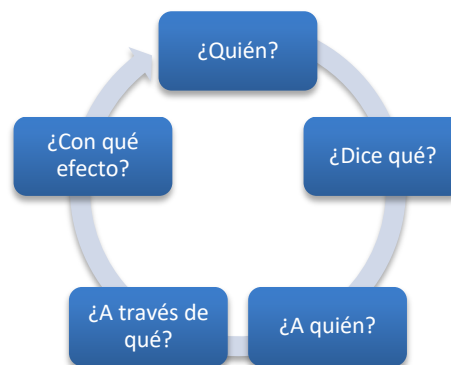 ¿Quién?
¿Dice qué?
¿A quién?
¿A través de
qué?
¿Con qué
efecto?